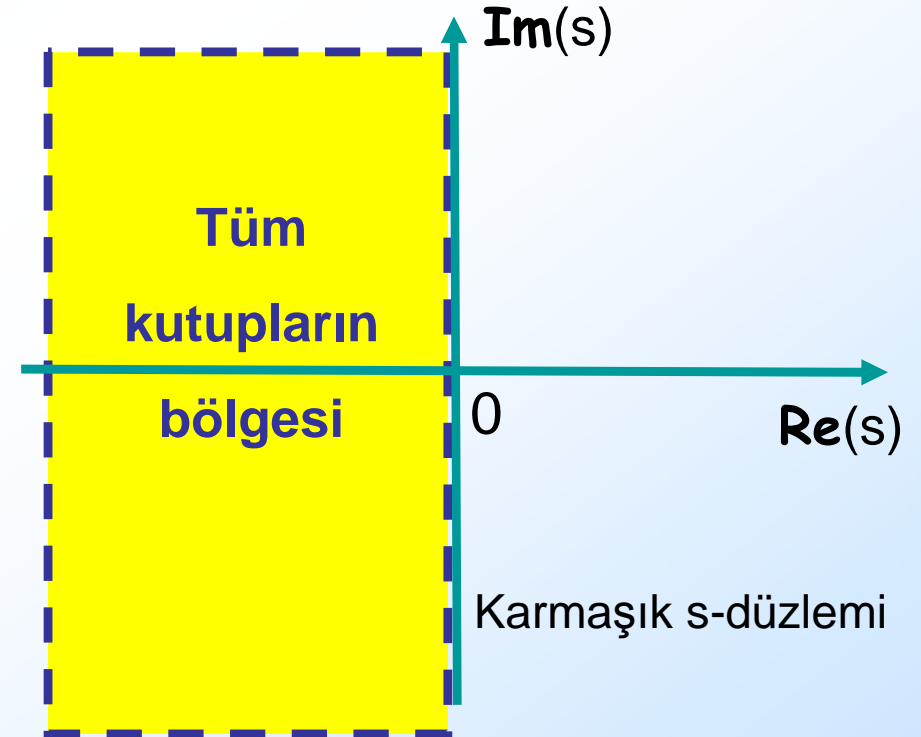 Im(s)
Tüm
kutupların
bölgesi
0
Re(s)
Karmaşık s-düzlemi